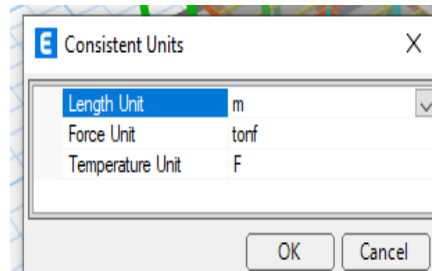 E Consistent Units
Length Unit m
Force Unit tonf
Temperature Unit F
OK Cancel